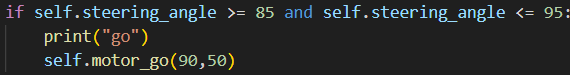 if self.steering_angle >= 85 and self.steering_angle <= 95:
    print("go")
    self.motor_go(90,50)